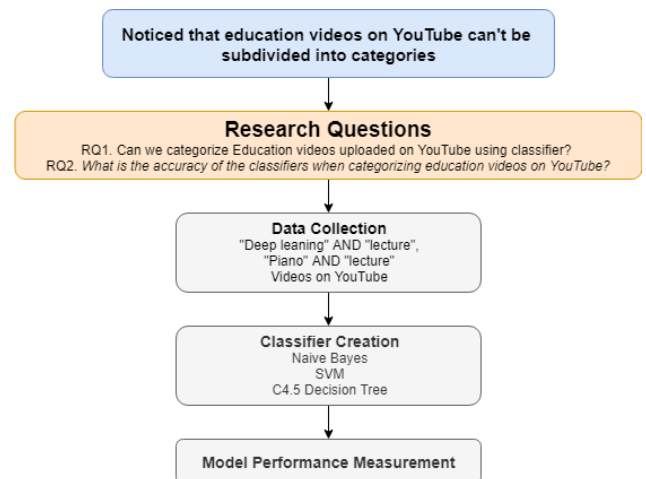 Noticed that education videos on YouTube can't be
subdivided into categories
Research Questions
RQ1. Can we categorize Education videos uploaded on YouTube using classifier?
RQ2. What is the accuracy of the classifiers when categorizing education videos on YouTube?
Data Collection
"Deep leaning" AND "lecture",
"Piano" AND "lecture"
Videos on YouTube
Classifier Creation
Naive Bayes
SVM
C4.5 Decision Tree
Model Performance Measurement